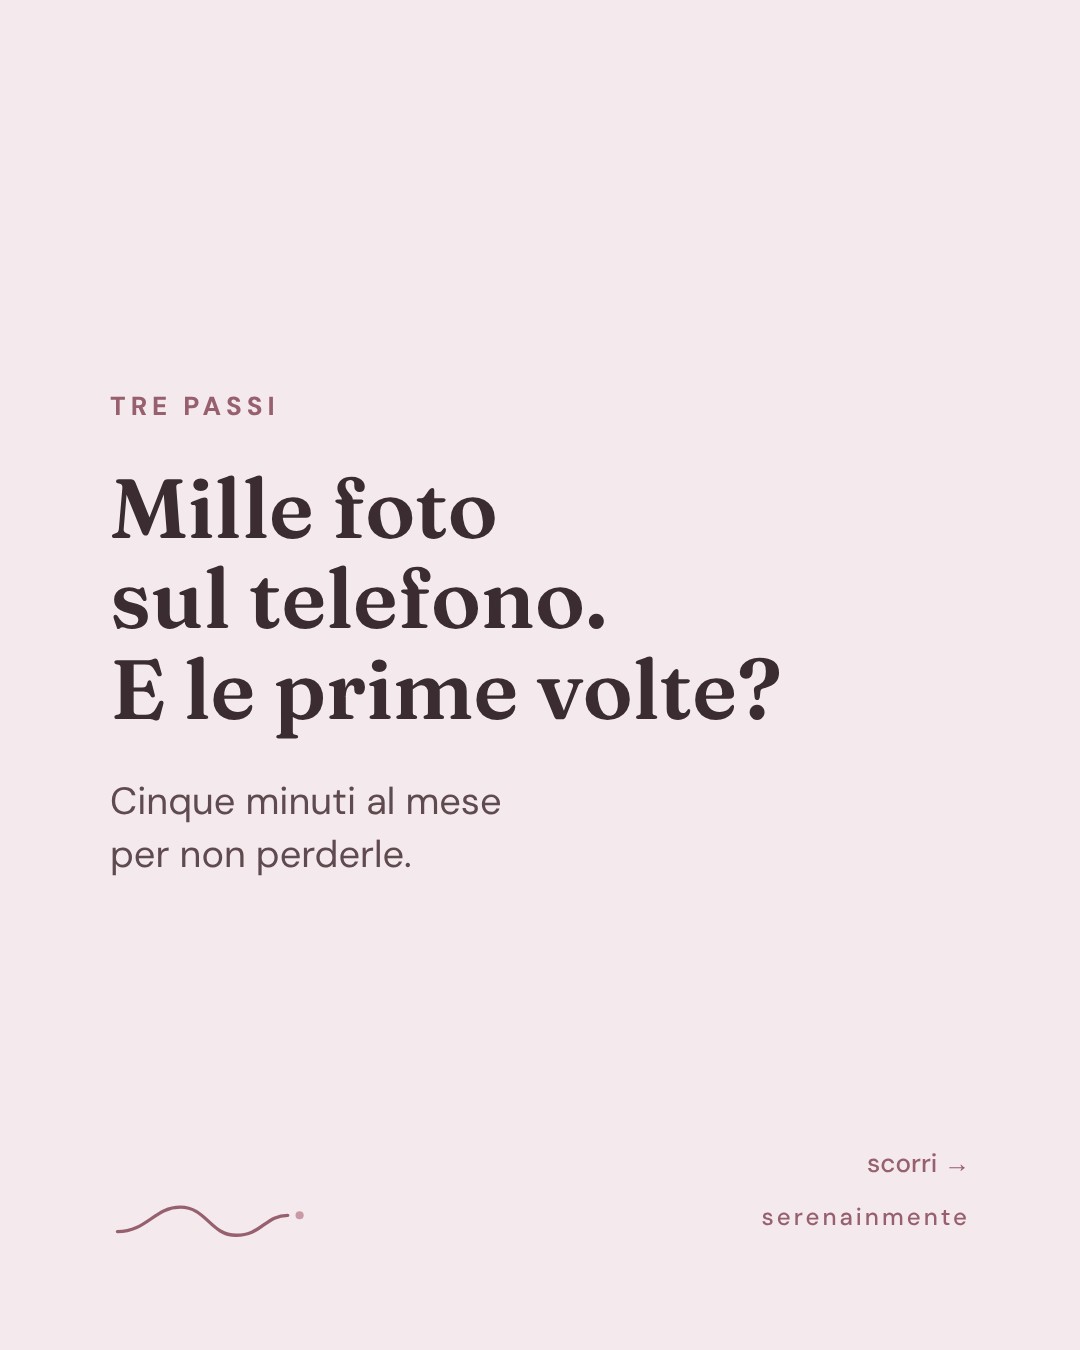 TRE PASSI
Mille foto
sul telefono.
E le prime volte?
Cinque minuti al mese
per non perderle.
scorri →
serenainmente